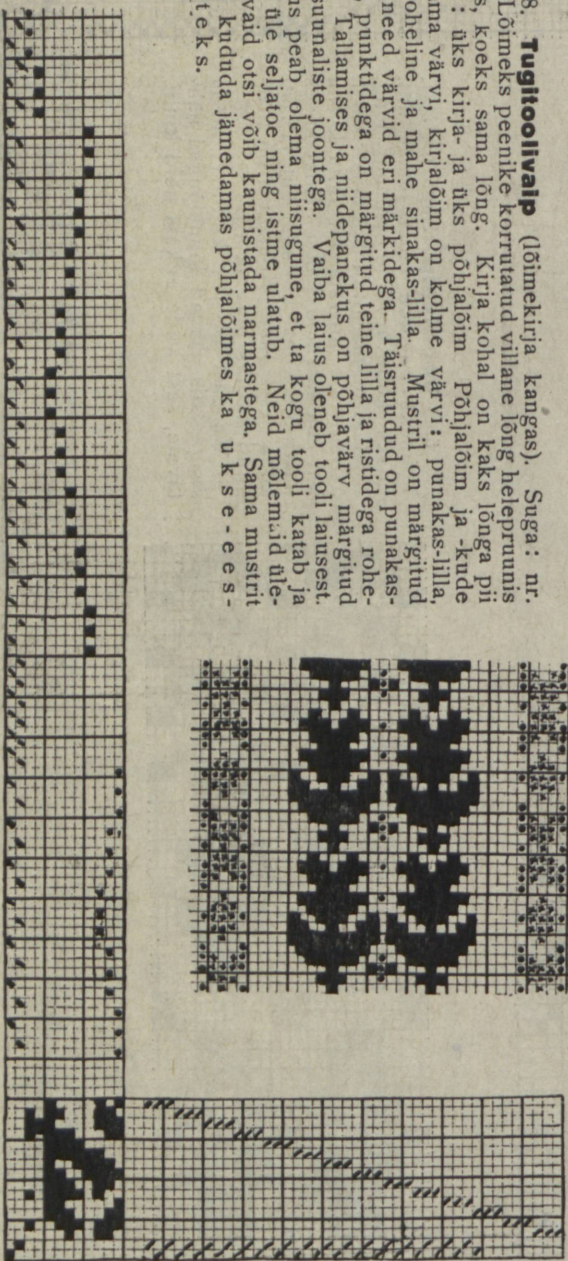 8. Tugitoolivaip (lõimekirja kangas). Suga: nr.
Lõimeks peenike korrutatud villane lõng helepruunis
s, koeks sama lõng. Kirja kohal on kaks lõnga pii
: üks kirja- ja üks põhjalõim Põhjalõim ja -kude
ma värvi, kirjalõim on kolme värvi: punakas-lilla,
oheline ja mahe sinakas-lilla. Mustril on märgitud
need värvid eri märkidega. Täisruudud on punakas-
, punktidega on märgitud teine lilla ja ristidega rohe-
Tallamises ja niidepanekus on põhjavärv märgitud
suunaliste joontega. Vaiba laius oleneb tooli laiusest.
us peab olema niisugune, et ta kogu tooli katab ja
üle seljatoe ning istme ulatub. Neid mõlemaid üle-
vaid otsi võib kaunistada narmastega. Sama mustrit
kududa jämedamas põhjalõimes ka ukse-ees-
teks.